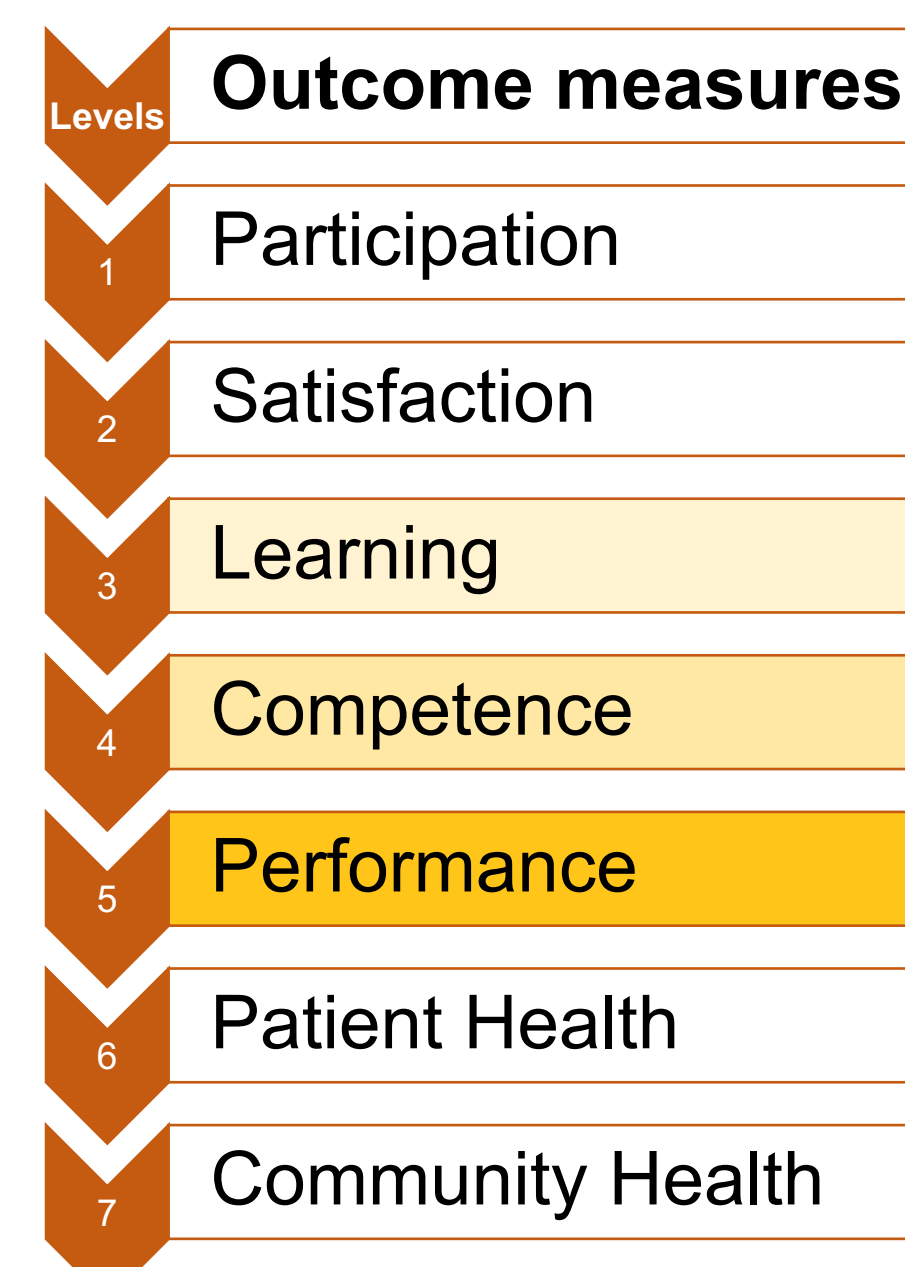 Levels
Outcome measures
1
Participation
2
Satisfaction
3
Learning
4
Competence
5
Performance
6
Patient Health
7
Community Health